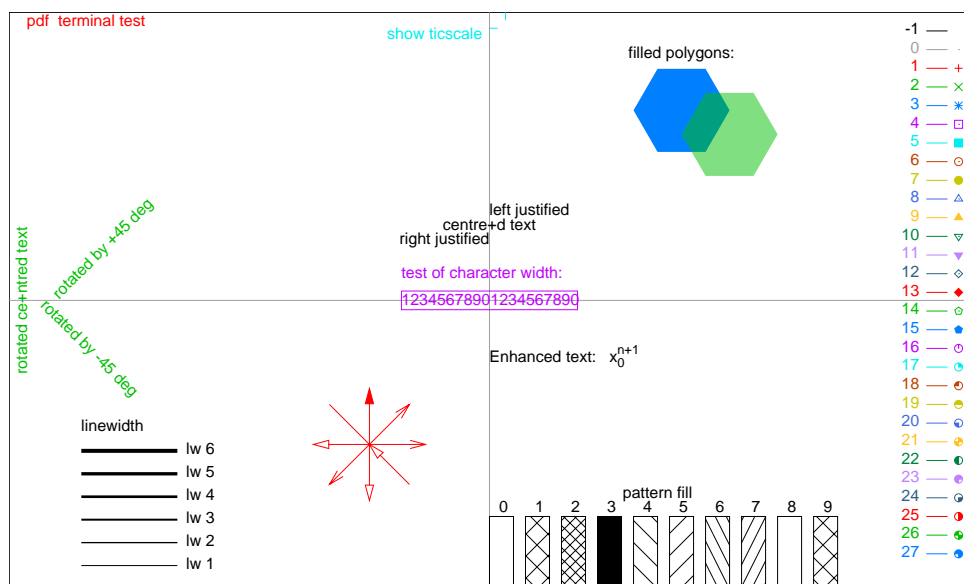 pdf  terminal test
show ticscale
filled polygons:
left justified
centre+d text
right justified
test of character width:
12345678901234567890
Enhanced text:   x₀ⁿ⁺¹
rotated ce+ntred text
rotated by +45 deg
rotated by -45 deg
linewidth
lw 6
lw 5
lw 4
lw 3
lw 2
lw 1
pattern fill
0 1 2 3 4 5 6 7 8 9
-1
0
1
2
3
4
5
6
7
8
9
10
11
12
13
14
15
16
17
18
19
20
21
22
23
24
25
26
27